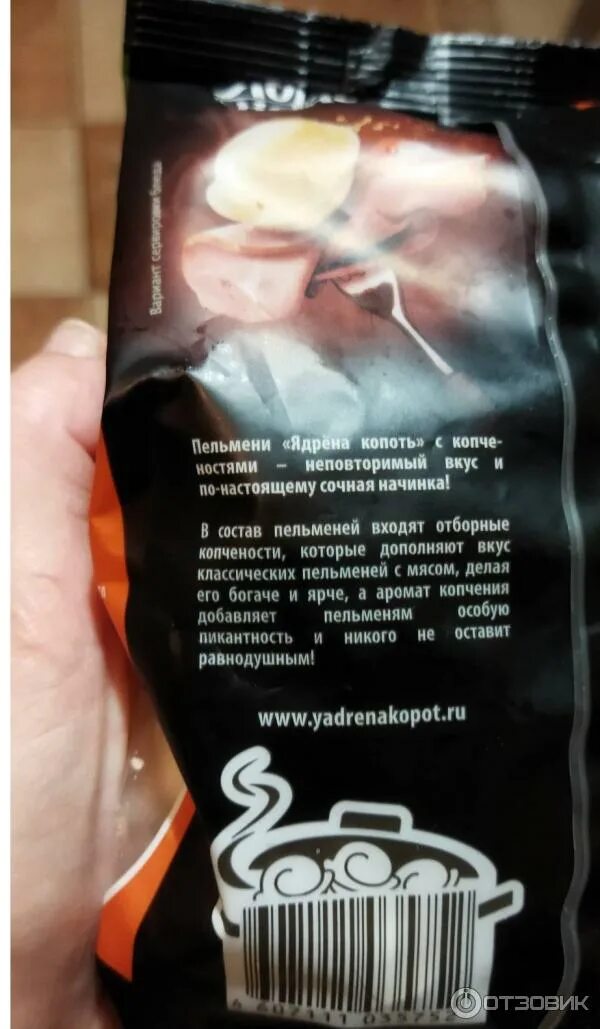 Вариант сервировки блюда
Пельмени «Ядрёна копоть» с копче-
ностями – неповторимый вкус и
по-настоящему сочная начинка!
В состав пельменей входят отборные
копчености, которые дополняют вкус
классических пельменей с мясом, делая
его богаче и ярче, а аромат копчения
добавляет пельменям особую
пикантность и никого не оставит
равнодушным!
www.yadrenakopot.ru
ОТЗОВИК